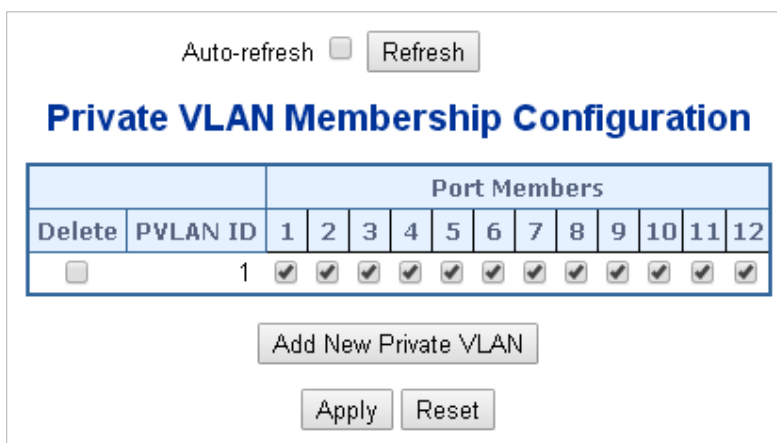 Auto-refresh Refresh
Private VLAN Membership Configuration
Port Members
Delete PVLAN ID 1 2 3 4 5 6 7 8 9 10 11 12
1
Add New Private VLAN
Apply Reset